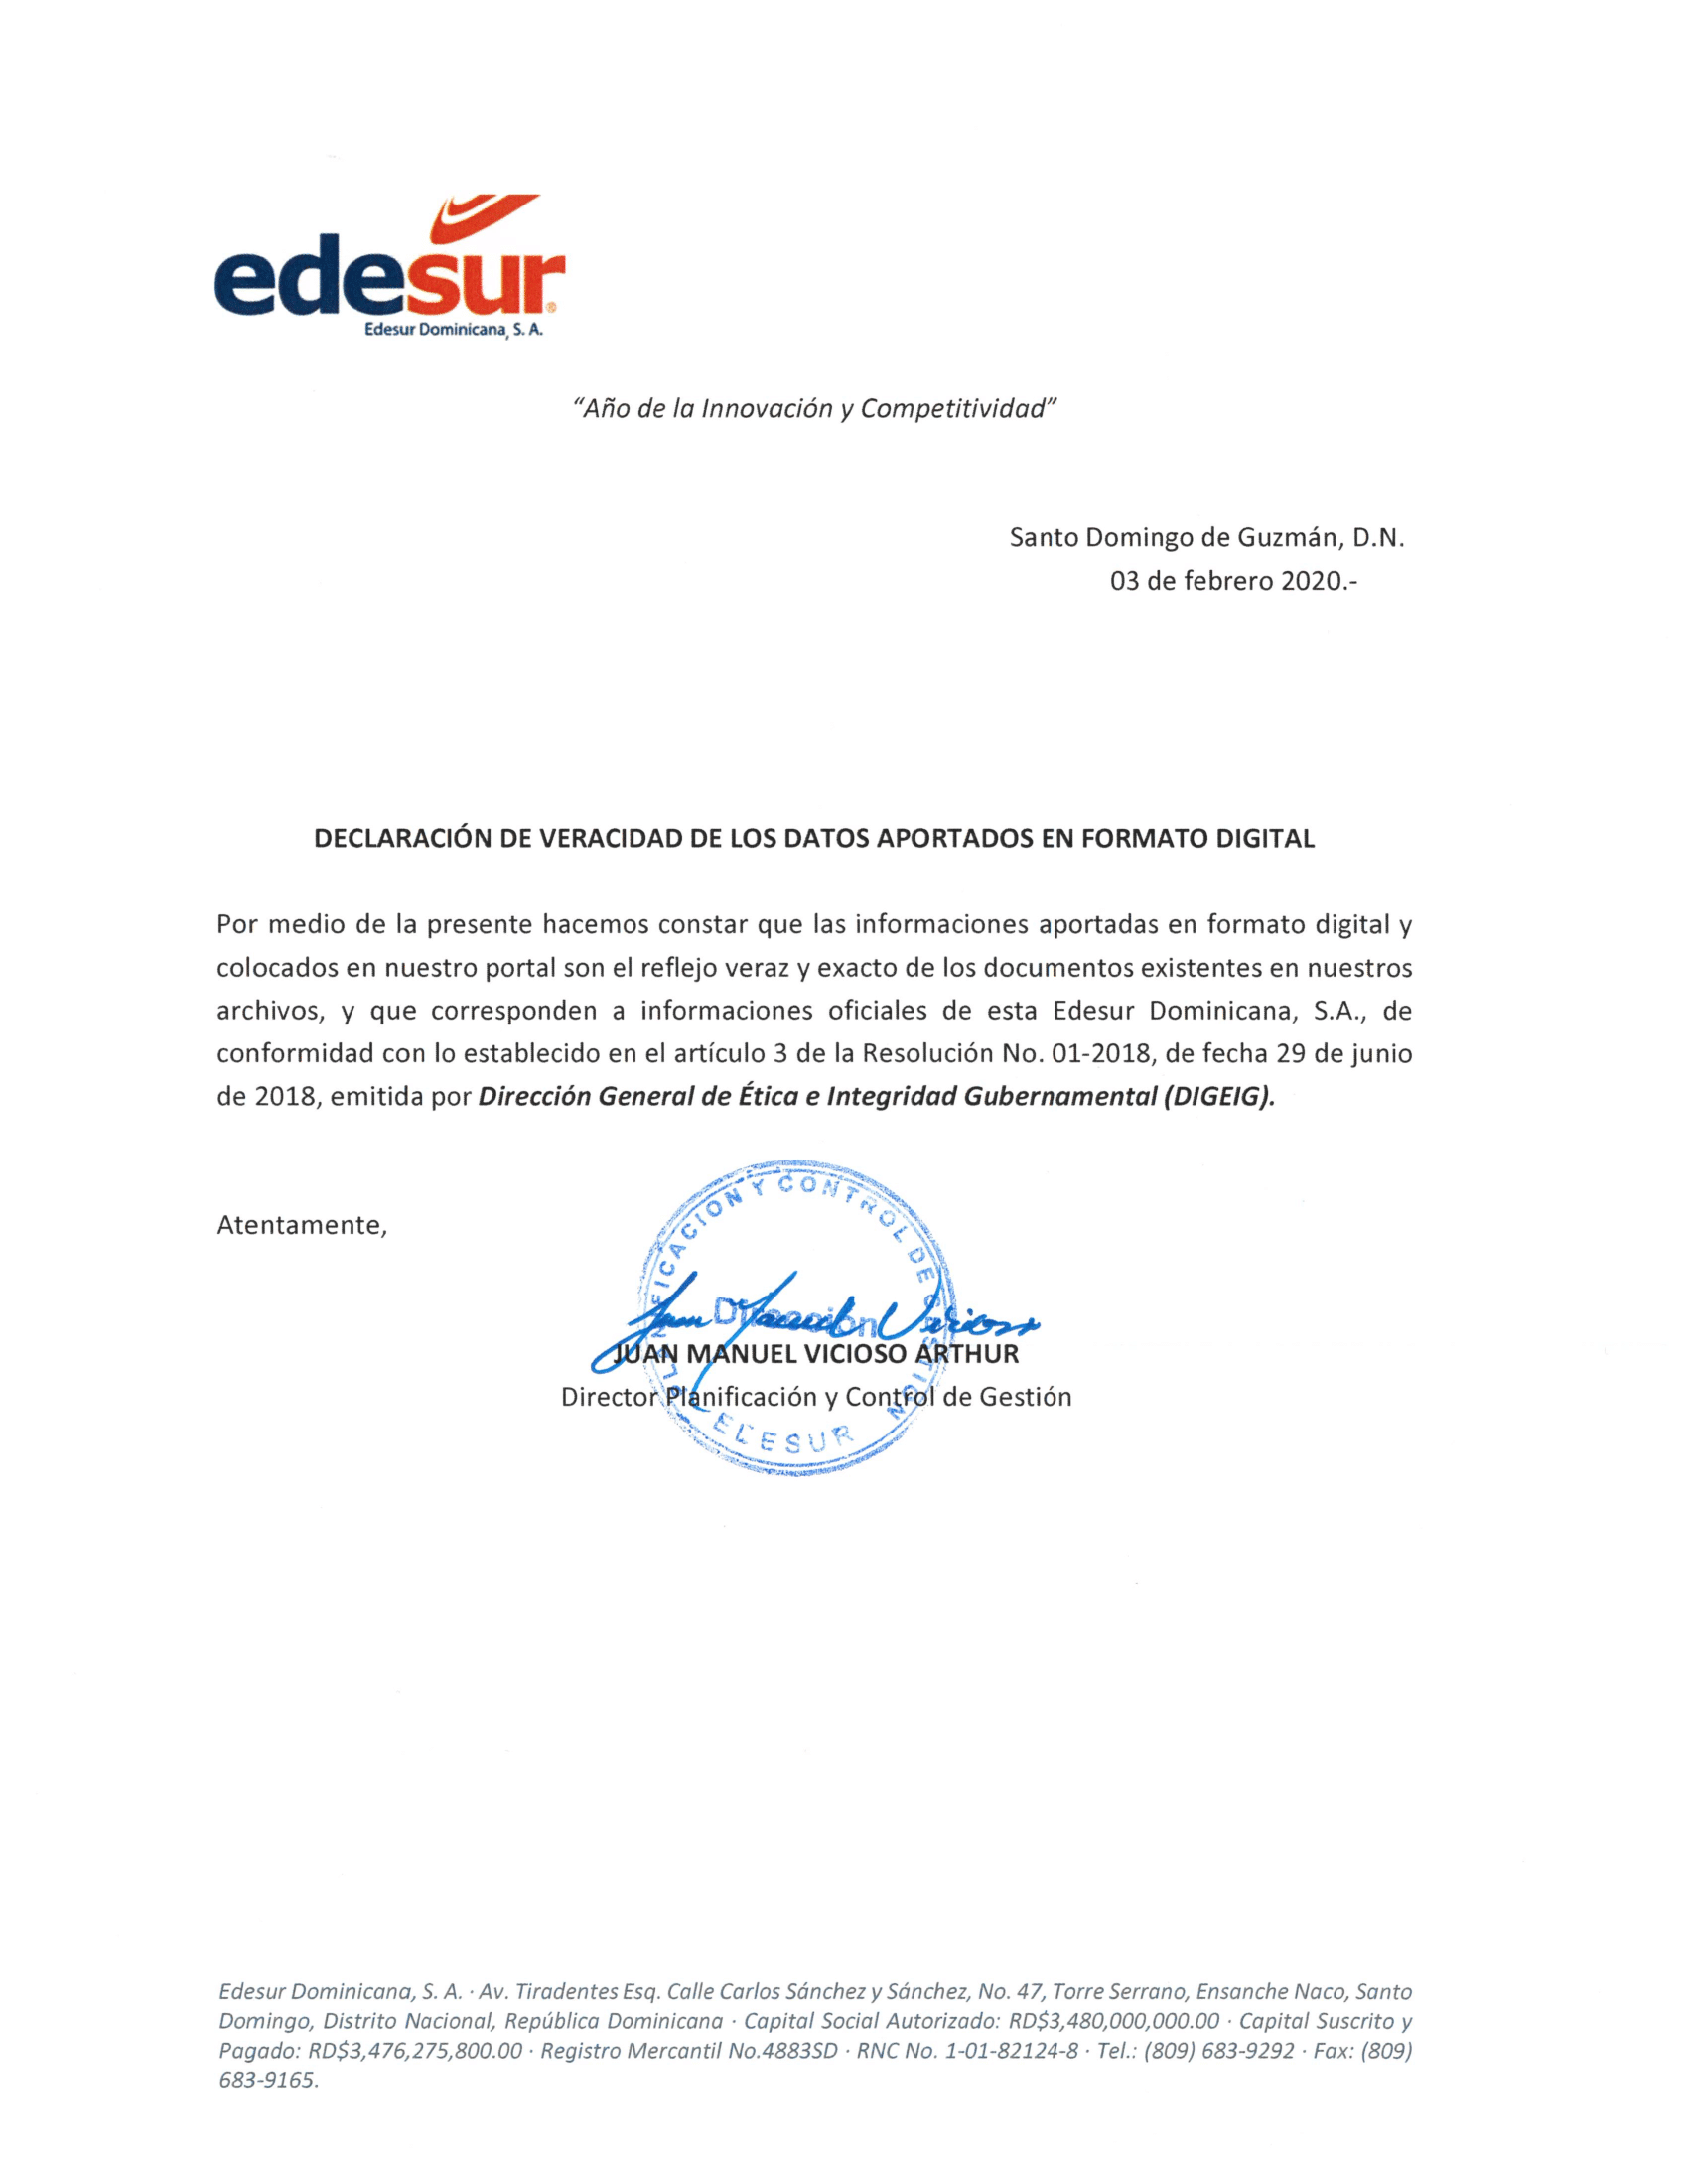 edesur®
Edesur Dominicana, S. A.
“Año de la Innovación y Competitividad”
Santo Domingo de Guzmán, D.N.
03 de febrero 2020.-
DECLARACIÓN DE VERACIDAD DE LOS DATOS APORTADOS EN FORMATO DIGITAL
Por medio de la presente hacemos constar que las informaciones aportadas en formato digital y
colocados en nuestro portal son el reflejo veraz y exacto de los documentos existentes en nuestros
archivos, y que corresponden a informaciones oficiales de esta Edesur Dominicana, S.A., de
conformidad con lo establecido en el artículo 3 de la Resolución No. 01-2018, de fecha 29 de junio
de 2018, emitida por Dirección General de Ética e Integridad Gubernamental (DIGEIG).
Atentamente,
PLANIFICACION Y CONTROL DE GESTION
Dirección
Juan Manuel Vicioso
JUAN MANUEL VICIOSO ARTHUR
Director Planificación y Control de Gestión
EDESUR
Edesur Dominicana, S. A. · Av. Tiradentes Esq. Calle Carlos Sánchez y Sánchez, No. 47, Torre Serrano, Ensanche Naco, Santo
Domingo, Distrito Nacional, República Dominicana · Capital Social Autorizado: RD$3,480,000,000.00 · Capital Suscrito y
Pagado: RD$3,476,275,800.00 · Registro Mercantil No.4883SD · RNC No. 1-01-82124-8 · Tel.: (809) 683-9292 · Fax: (809)
683-9165.